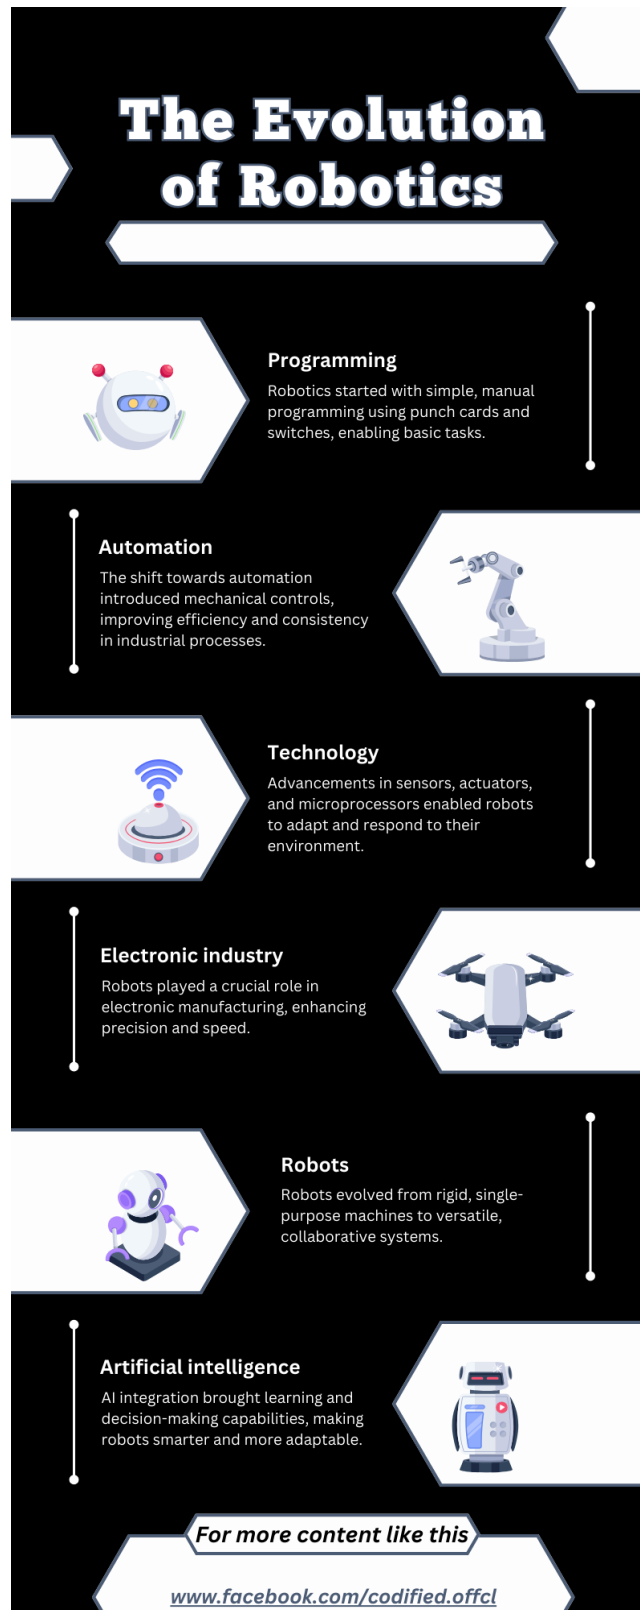 The Evolution
of Robotics
Programming
Robotics started with simple, manual
programming using punch cards and
switches, enabling basic tasks.
Automation
The shift towards automation
introduced mechanical controls,
improving efficiency and consistency
in industrial processes.
Technology
Advancements in sensors, actuators,
and microprocessors enabled robots
to adapt and respond to their
environment.
Electronic industry
Robots played a crucial role in
electronic manufacturing, enhancing
precision and speed.
Robots
Robots evolved from rigid, single-
purpose machines to versatile,
collaborative systems.
Artificial intelligence
AI integration brought learning and
decision-making capabilities, making
robots smarter and more adaptable.
For more content like this
www.facebook.com/codified.offcl